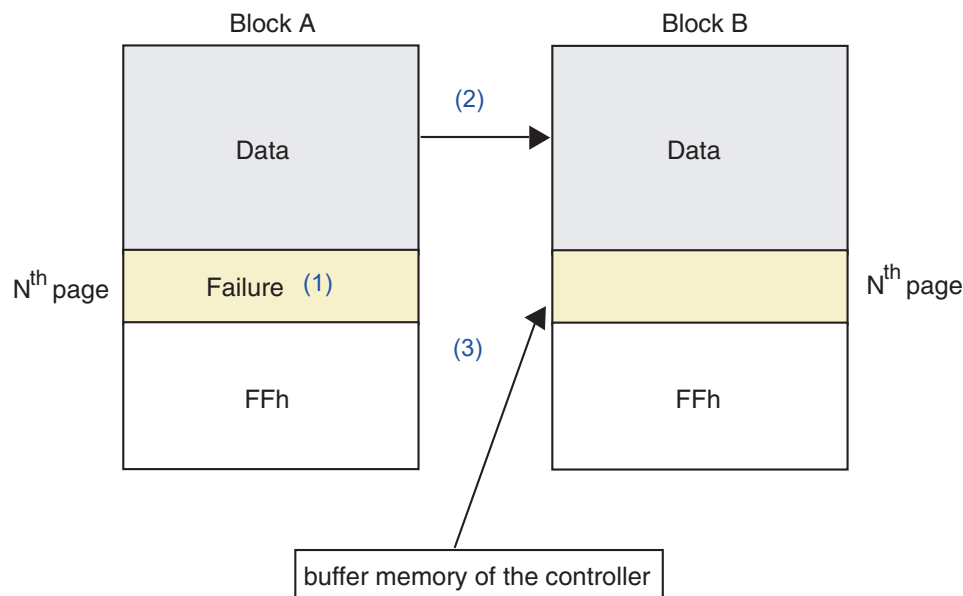 Block A
Block B
(2)
Data
Data
Nth page
Failure (1)
Nth page
(3)
FFh
FFh
buffer memory of the controller